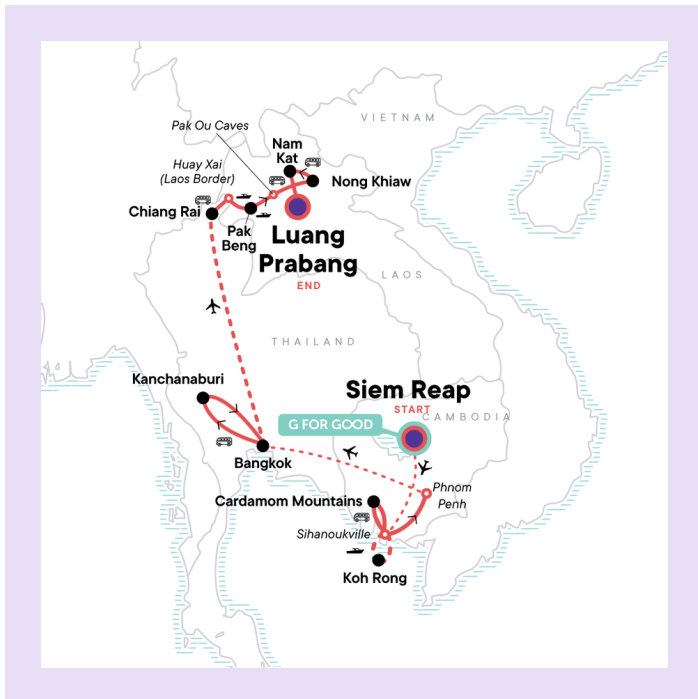 VIETNAM
Pak Ou Caves
Nam
Kat
Huay Xai
(Laos Border)
Nong Khiaw
Chiang Rai
Pak
Beng
Luang
Prabang
END
LAOS
THAILAND
Kanchanaburi
Siem Reap
START
CAMBODIA
G FOR GOOD
Bangkok
Phnom
Penh
Cardamom Mountains
Sihanoukville
Koh Rong